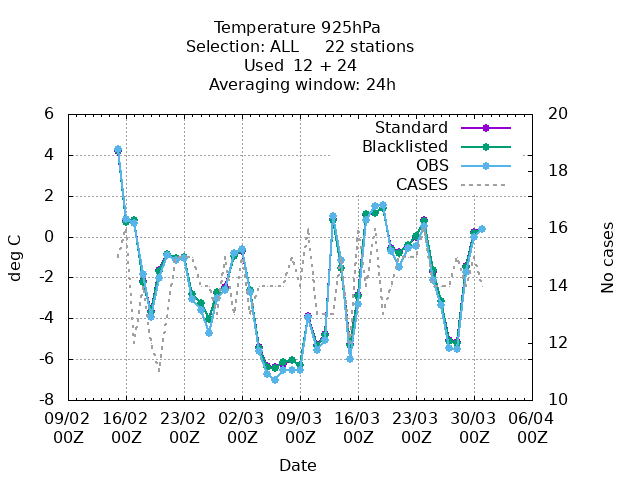 Temperature 925hPa
Selection: ALL 22 stations
Used 12 + 24
Averaging window: 24h
6
4
2
0
-2
-4
-6
-8
deg C
20
18
16
14
12
10
No cases
Standard
Blacklisted
OBS
CASES
09/02 16/02 23/02 02/03 09/03 16/03 23/03 30/03 06/04
00Z 00Z 00Z 00Z 00Z 00Z 00Z 00Z 00Z
Date